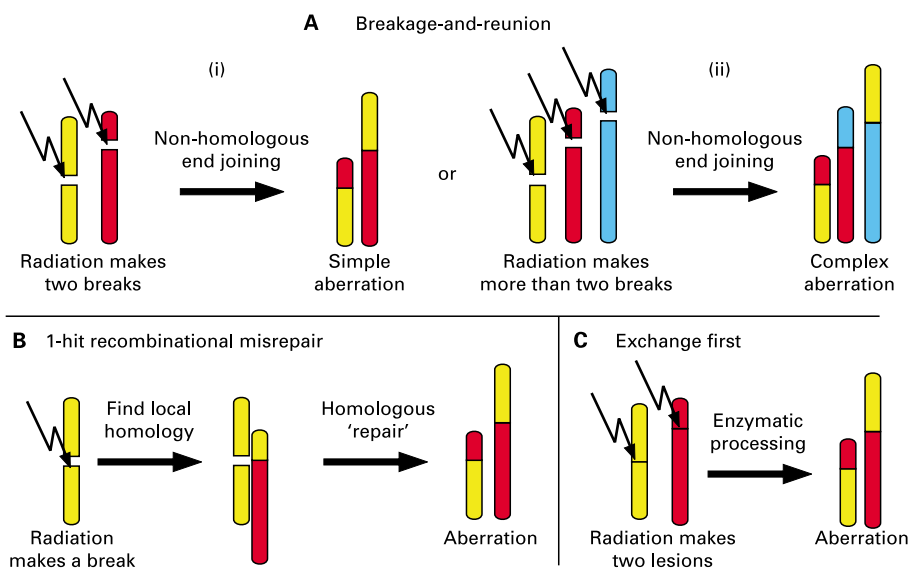 A Breakage-and-reunion
(i)
Non-homologous
end joining
Radiation makes
two breaks
Simple
aberration
or
(ii)
Non-homologous
end joining
Radiation makes
more than two breaks
Complex
aberration
B 1-hit recombinational misrepair
Find local
homology
Homologous
‘repair’
Radiation
makes a break
Aberration
C Exchange first
Enzymatic
processing
Radiation makes
two lesions
Aberration